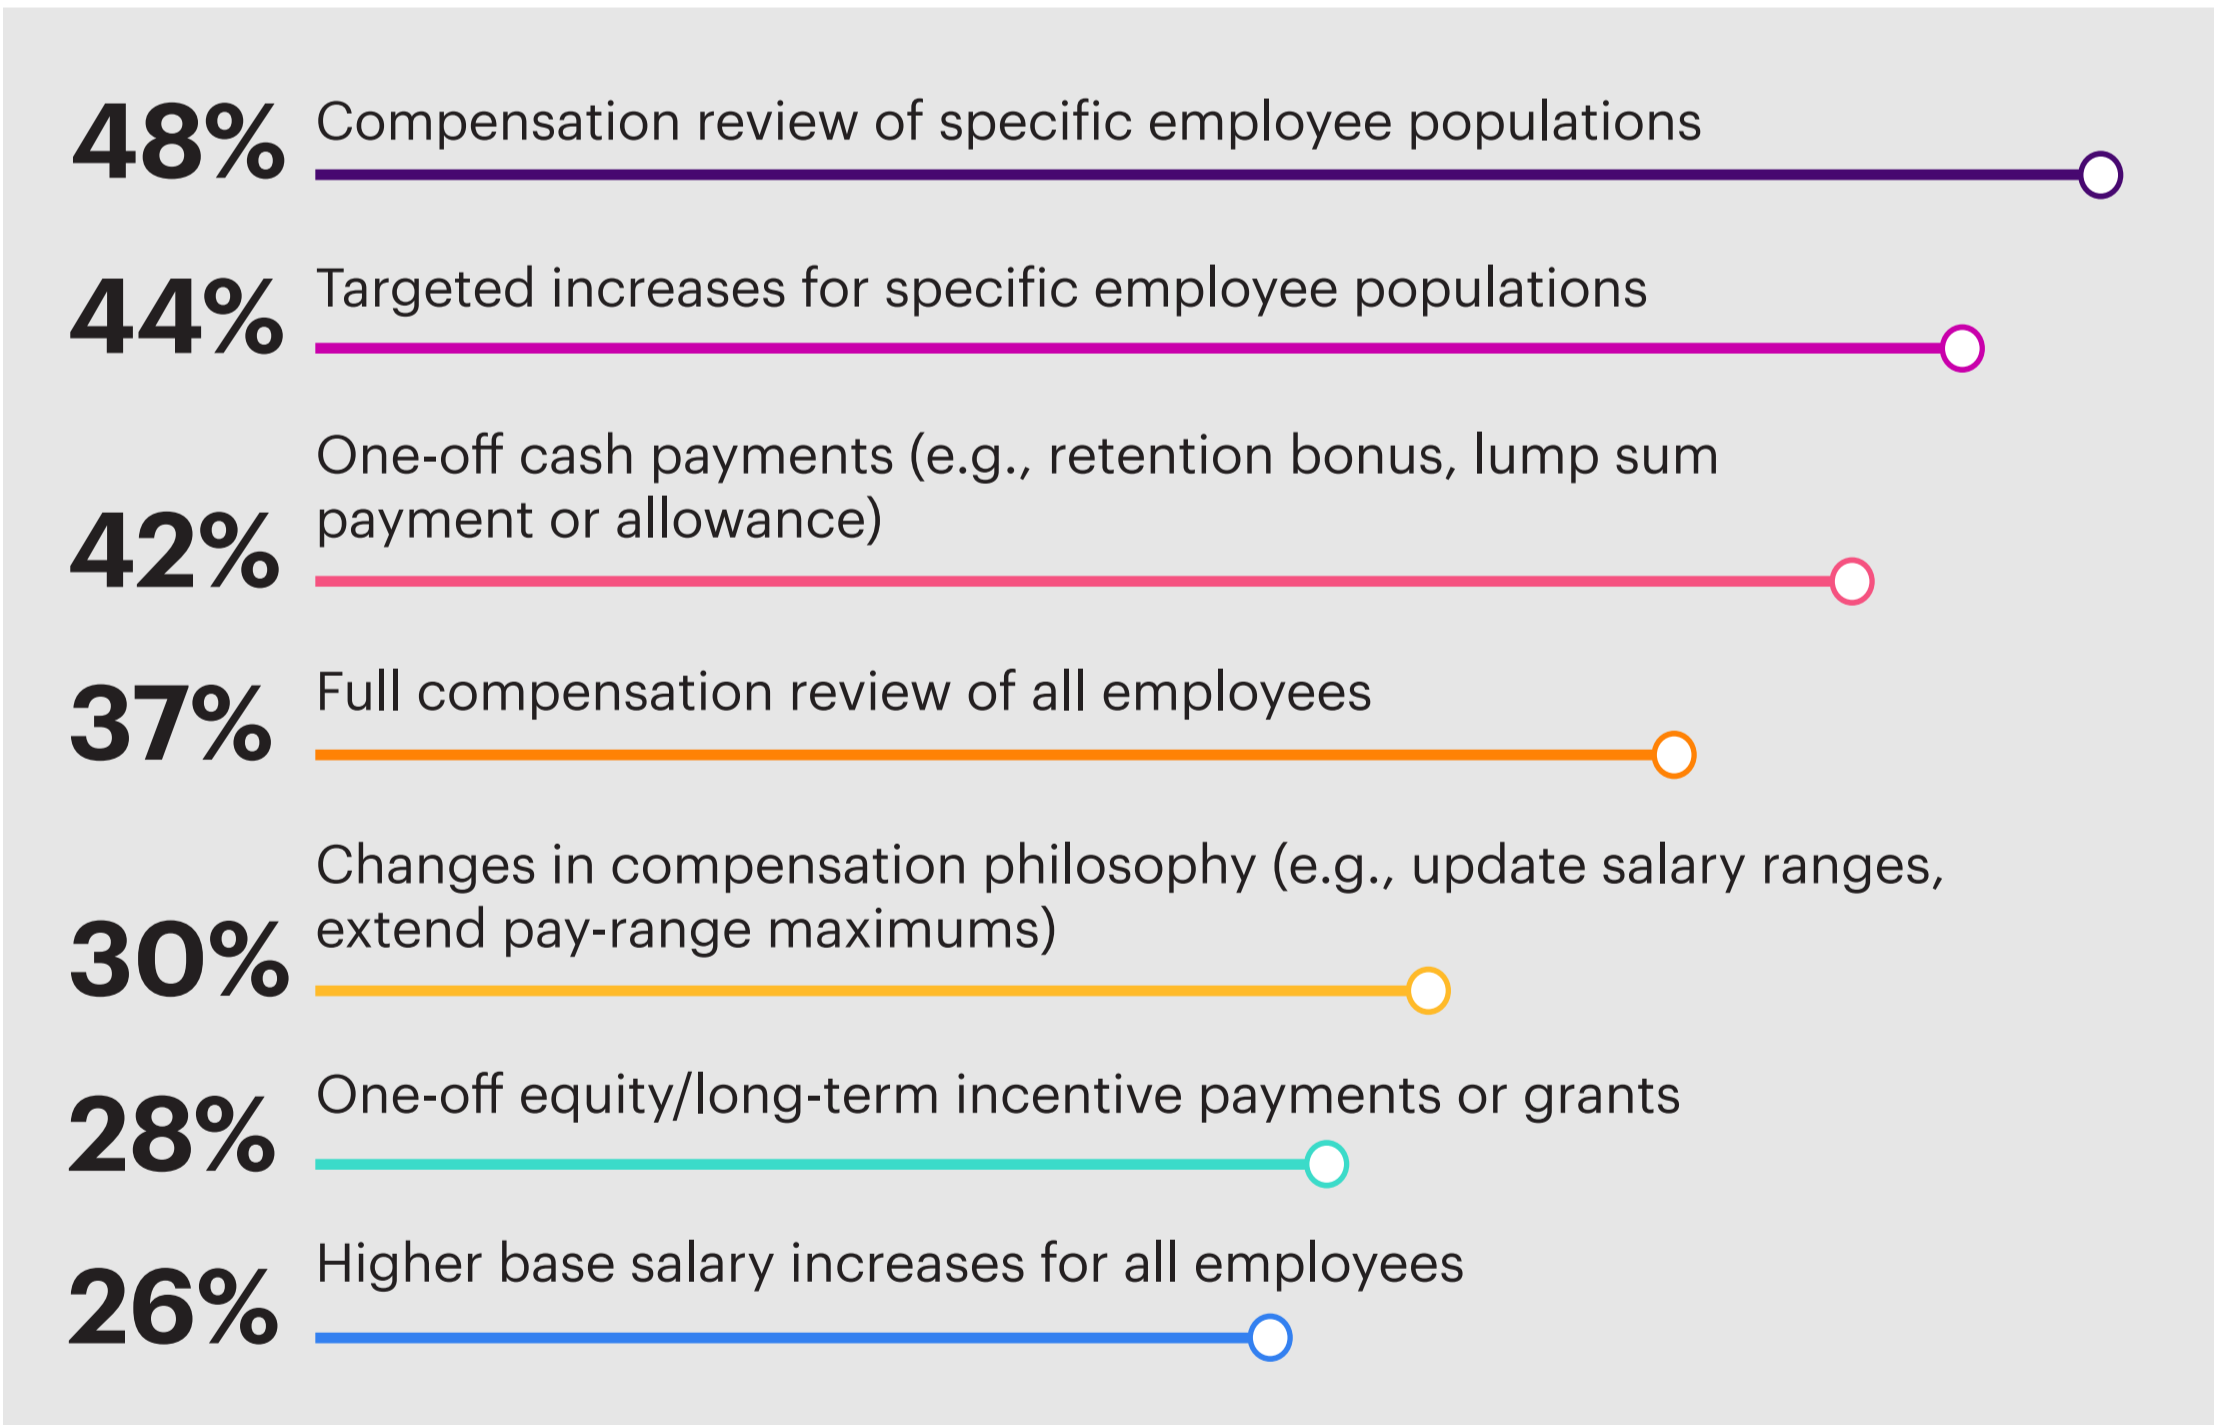 48%
Compensation review of specific employee populations
44%
Targeted increases for specific employee populations
42%
One-off cash payments (e.g., retention bonus, lump sum
payment or allowance)
37%
Full compensation review of all employees
30%
Changes in compensation philosophy (e.g., update salary ranges,
extend pay-range maximums)
28%
One-off equity/long-term incentive payments or grants
26%
Higher base salary increases for all employees